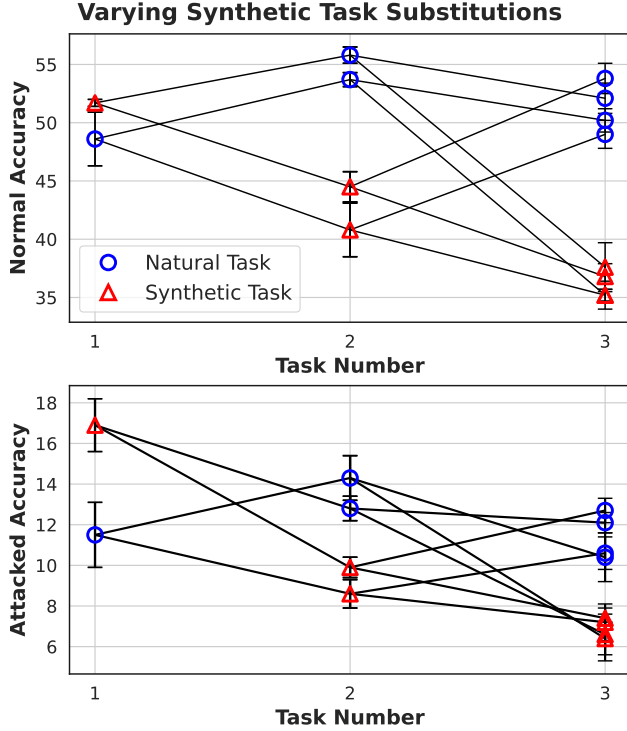 Varying Synthetic Task Substitutions
Normal Accuracy
55
50
45
40
35
Natural Task
Synthetic Task
1
2
3
Task Number
Attacked Accuracy
18
16
14
12
10
8
6
1
2
3
Task Number